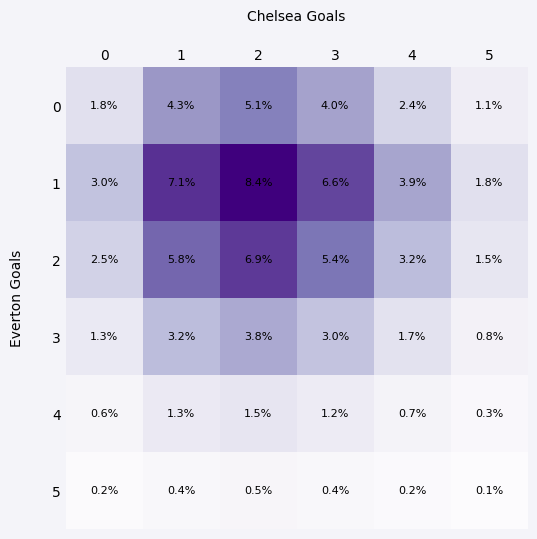 Chelsea Goals
0 1 2 3 4 5
0 1.8% 4.3% 5.1% 4.0% 2.4% 1.1%
1 3.0% 7.1% 8.4% 6.6% 3.9% 1.8%
2 2.5% 5.8% 6.9% 5.4% 3.2% 1.5%
3 1.3% 3.2% 3.8% 3.0% 1.7% 0.8%
4 0.6% 1.3% 1.5% 1.2% 0.7% 0.3%
5 0.2% 0.4% 0.5% 0.4% 0.2% 0.1%
Everton Goals